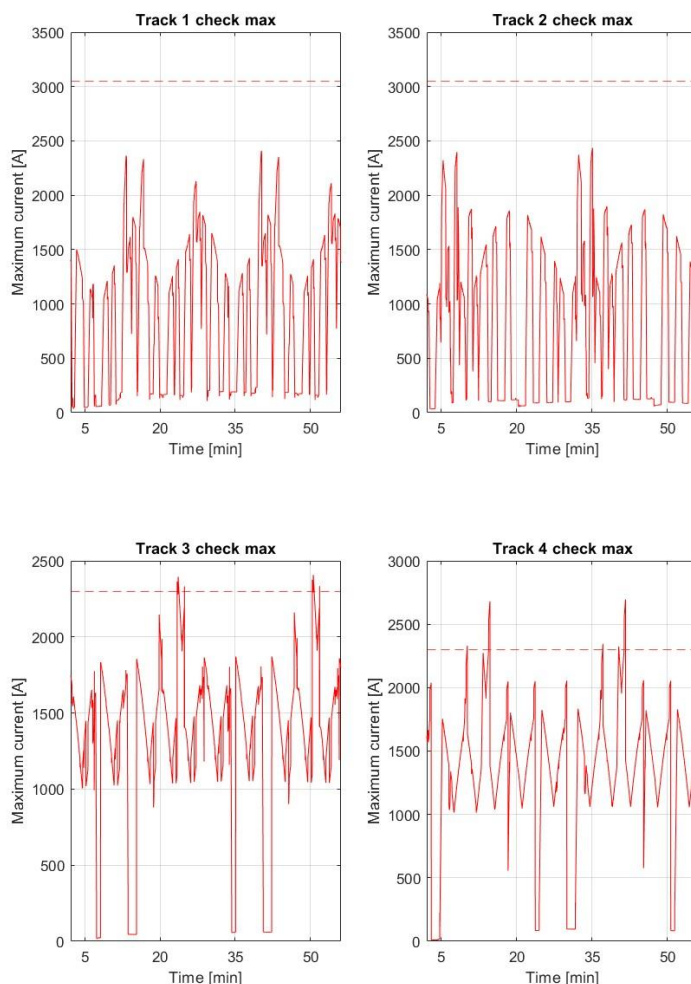 Track 1 check max
Maximum current [A]
3500
3000
2500
2000
1500
1000
500
0
5 20 35 50
Time [min]
Track 2 check max
Maximum current [A]
3500
3000
2500
2000
1500
1000
500
0
5 20 35 50
Time [min]
Track 3 check max
Maximum current [A]
2500
2000
1500
1000
500
0
5 20 35 50
Time [min]
Track 4 check max
Maximum current [A]
3000
2500
2000
1500
1000
500
0
5 20 35 50
Time [min]